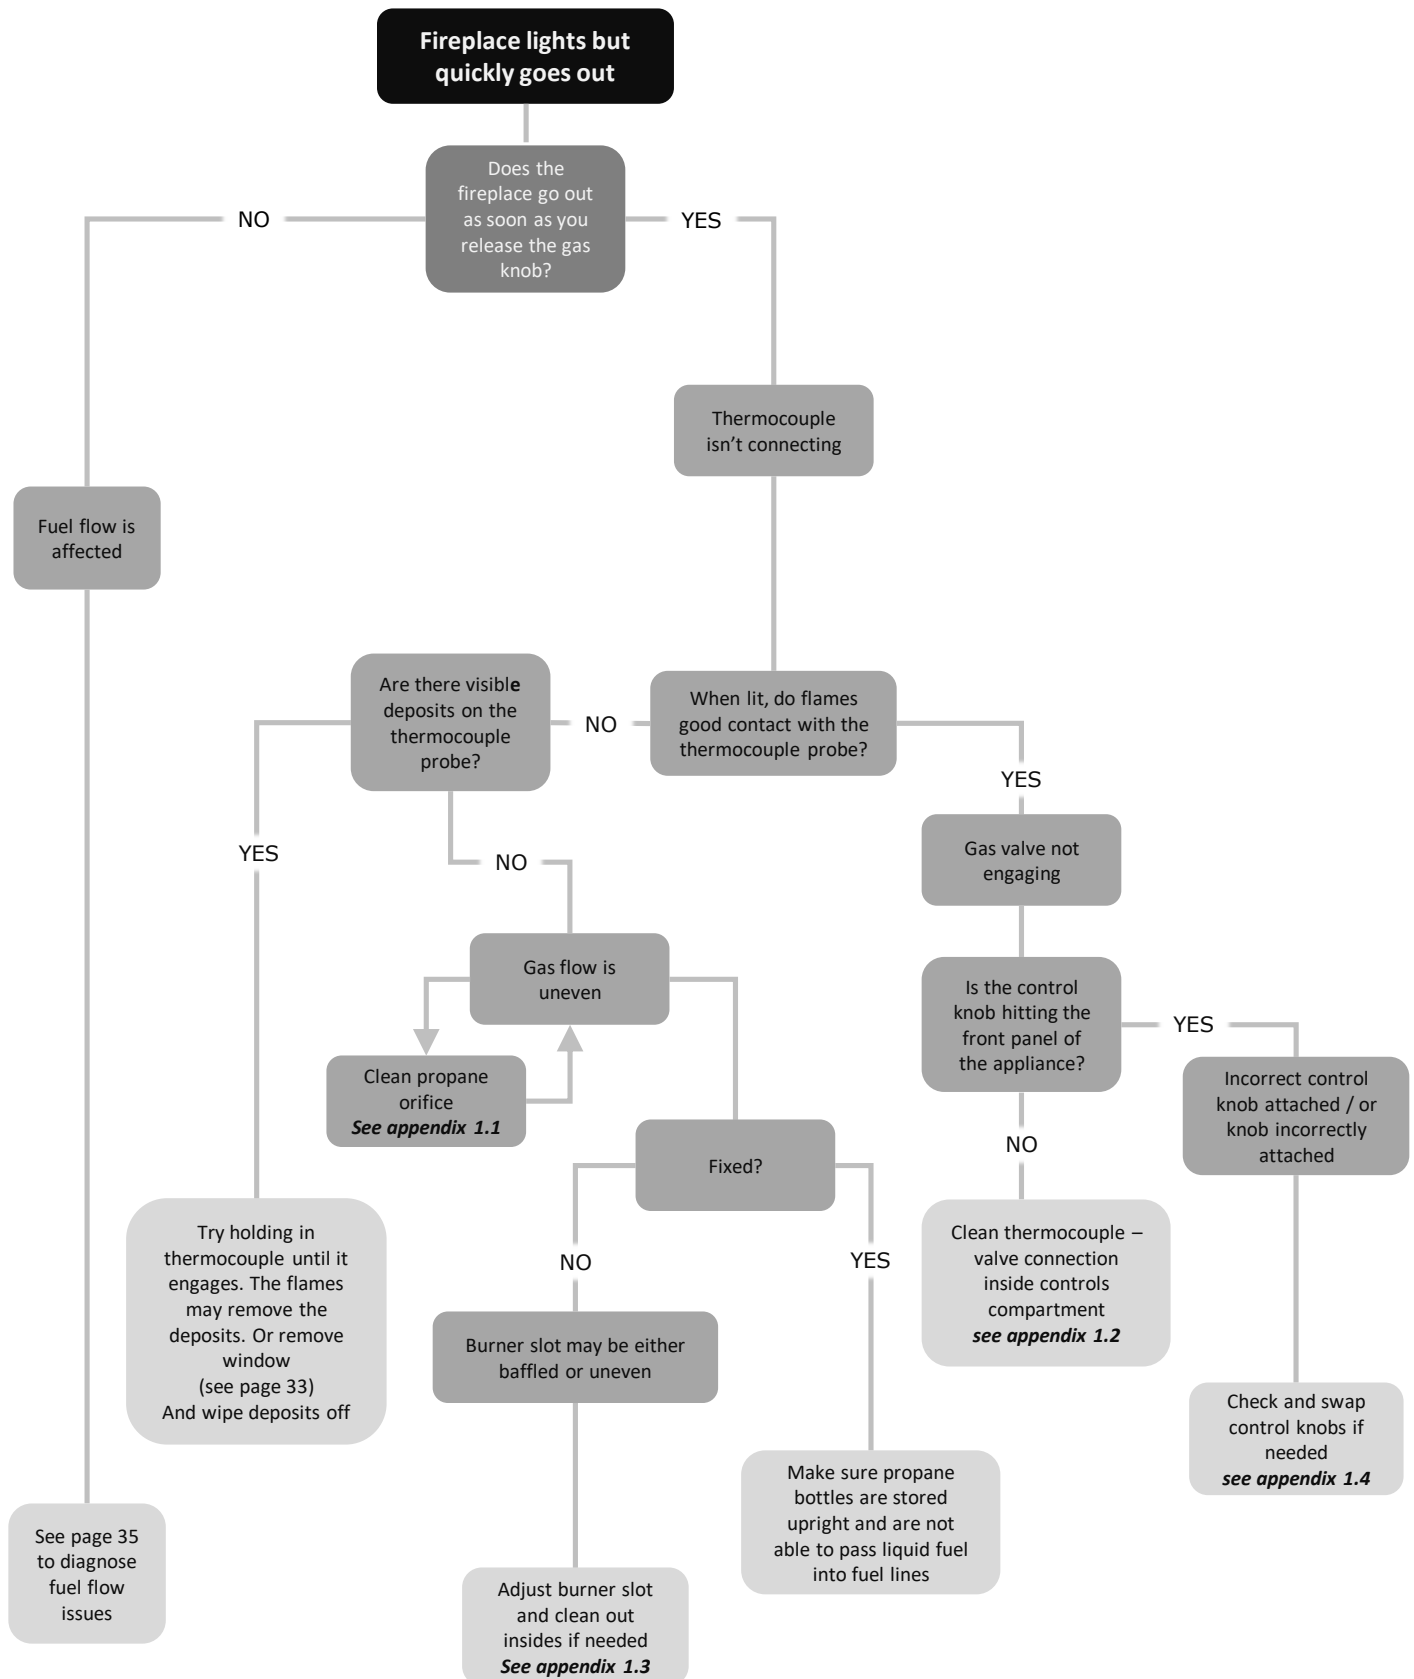 Fireplace lights but
quickly goes out
Does the
fireplace go out
as soon as you
release the gas
knob?
NO
YES
Thermocouple
isn't connecting
Fuel flow is
affected
Are there visible
deposits on the
thermocouple
probe?
NO
When lit, do flames
good contact with the
thermocouple probe?
YES
YES
NO
Gas valve not
engaging
Gas flow is
uneven
Is the control
knob hitting the
front panel of
the appliance?
YES
Clean propane
orifice
See appendix 1.1
Incorrect control
knob attached / or
knob incorrectly
attached
Fixed?
NO
Try holding in
thermocouple until it
engages. The flames
may remove the
deposits. Or remove
window
(see page 33)
And wipe deposits off
NO
YES
Clean thermocouple –
valve connection
inside controls
compartment
see appendix 1.2
Burner slot may be either
baffled or uneven
Check and swap
control knobs if
needed
see appendix 1.4
Make sure propane
bottles are stored
upright and are not
able to pass liquid fuel
into fuel lines
See page 35
to diagnose
fuel flow
issues
Adjust burner slot
and clean out
insides if needed
See appendix 1.3